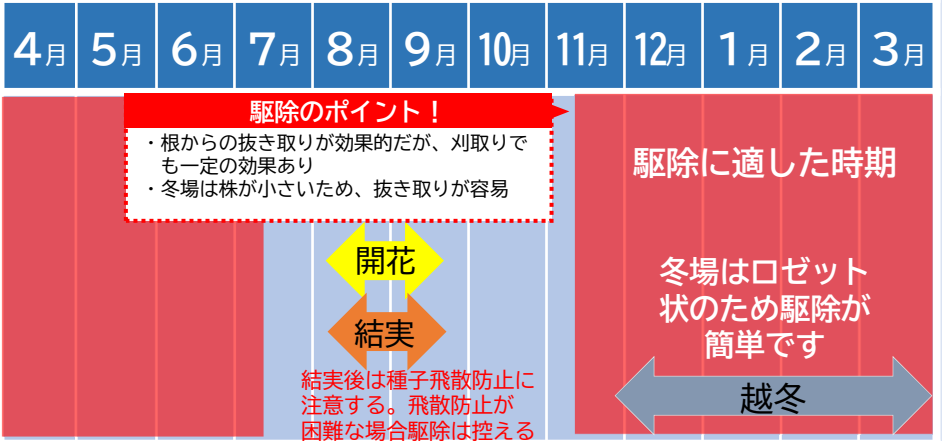 4月 5月 6月 7月 8月 9月 10月 11月 12月 1月 2月 3月
駆除のポイント！
・根からの抜き取りが効果的だが、刈取りで
も一定の効果あり
・冬場は株が小さいため、抜き取りが容易
駆除に適した時期
開花
結実
結実後は種子飛散防止に
注意する。飛散防止が
困難な場合駆除は控える
冬場はロゼット
状のため駆除が
簡単です
越冬